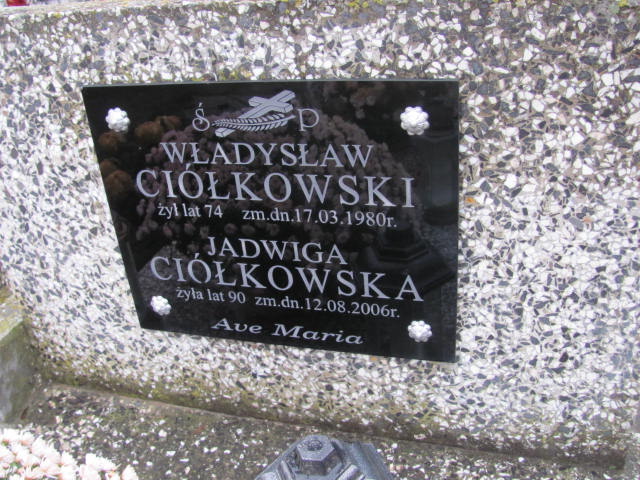 Ś P
WŁADYSŁAW
CIÓŁKOWSKI
żył lat 74 zm.dn.17.03.1980r.
JADWIGA
CIÓŁKOWSKA
żyła lat 90 zm.dn.12.08.2006r.
Ave Maria